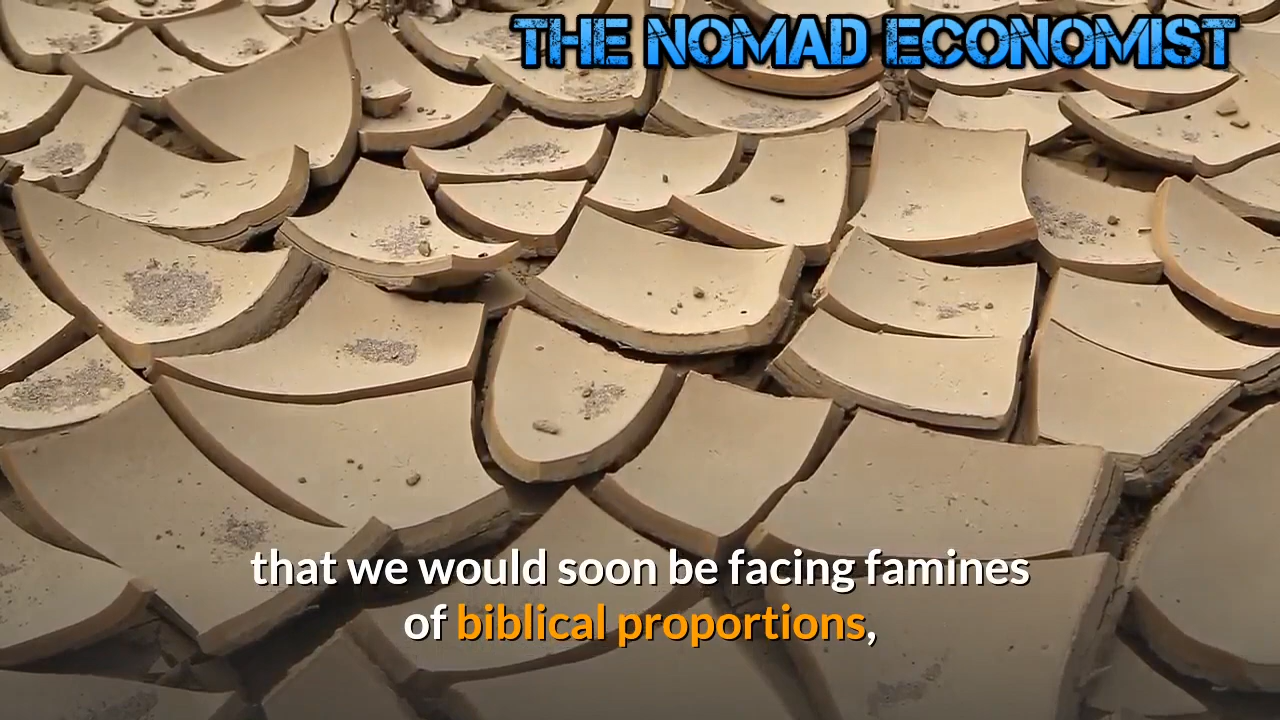 THE NOMAD ECONOMIST
that we would soon be facing famines
of biblical proportions,